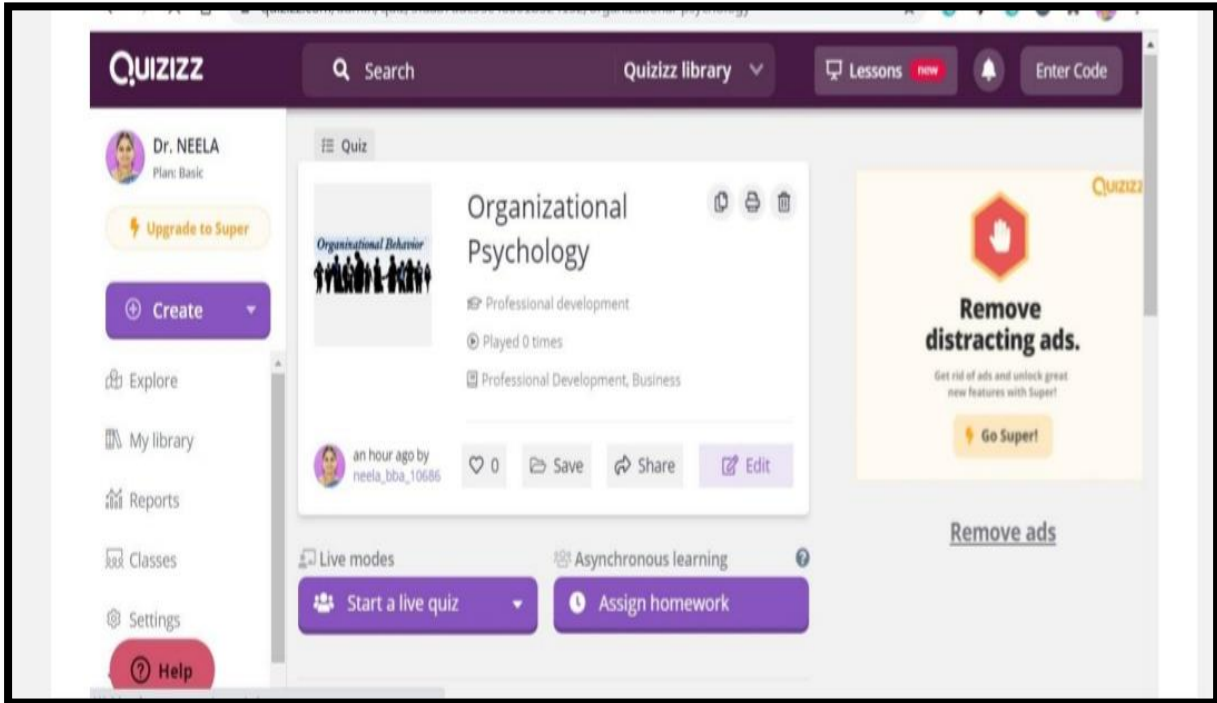 QUIZIZZ
Search
Quizizz library
Lessons new
Enter Code
Dr. NEELA
Plan: Basic
Upgrade to Super
Create
Explore
My library
Reports
Classes
Settings
Help
Quiz
Organizational Behavior
Organizational
Psychology
Professional development
Played 0 times
Professional Development, Business
an hour ago by
neela_bba_10686
0
Save
Share
Edit
Live modes
Start a live quiz
Asynchronous learning
Assign homework
QUIZIZZ
Remove
distracting ads.
Get rid of ads and unlock great
new features with Super!
Go Super!
Remove ads